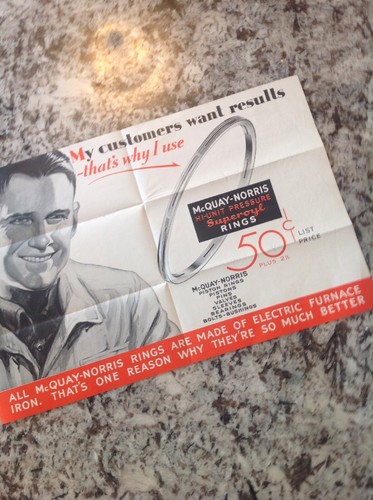 My customers want results
-that's why I use
McQUAY-NORRIS
HI-UNIT PRESSURE
Superoyl
RINGS
50¢
LIST
PRICE
PLUS 25
McQUAY-NORRIS
PISTON RINGS
PISTONS
PINS
VALVES
SLEEVES
BEARINGS
BOLTS-BUSHINGS
ALL McQUAY-NORRIS RINGS ARE MADE OF ELECTRIC FURNACE
IRON. THAT'S ONE REASON WHY THEY'RE SO MUCH BETTER